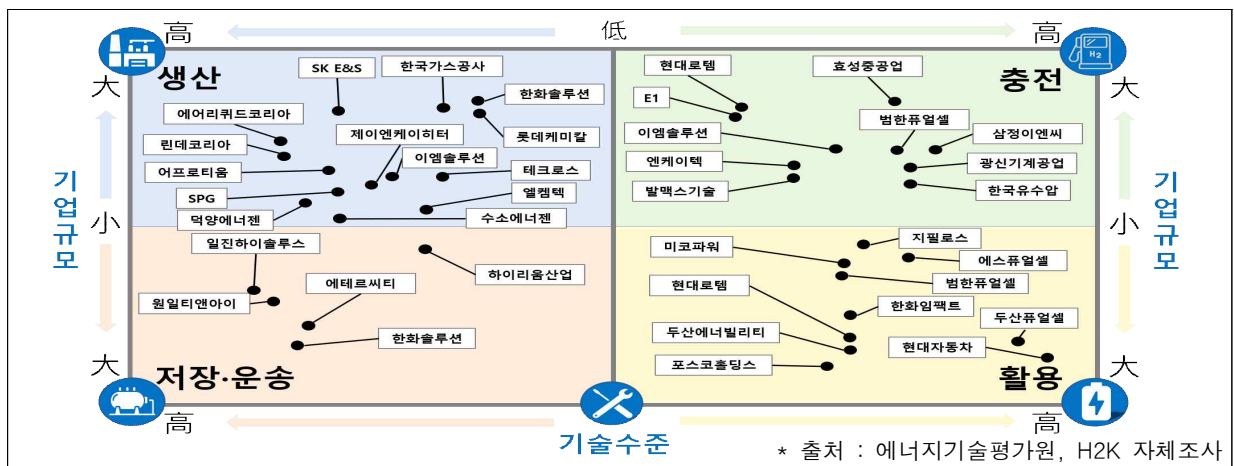 高 低 高
大
생산
SK E&S
한국가스공사
한화솔루션
에어리퀴드코리아
롯데케미칼
린데코리아
제이엔케이히터
이엠솔루션
어프로티움
테크로스
SPG
엘켐텍
덕양에너젠
수소에너젠
충전
大
H2
현대로템
효성중공업
E1
범한퓨얼셀
이엠솔루션
삼정이엔씨
엔케이텍
광신기계공업
발맥스기술
한국유수압
기업규모
小
小
기업규모
일진하이솔루스
하이리움산업
에테르씨티
원일티앤아이
한화솔루션
大
저장·운송
지필로스
미코파워
에스퓨얼셀
범한퓨얼셀
현대로템
한화임팩트
두산퓨얼셀
두산에너빌리티
현대자동차
포스코홀딩스
大
활용
高 高
기술수준
* 출처 : 에너지기술평가원, H2K 자체조사